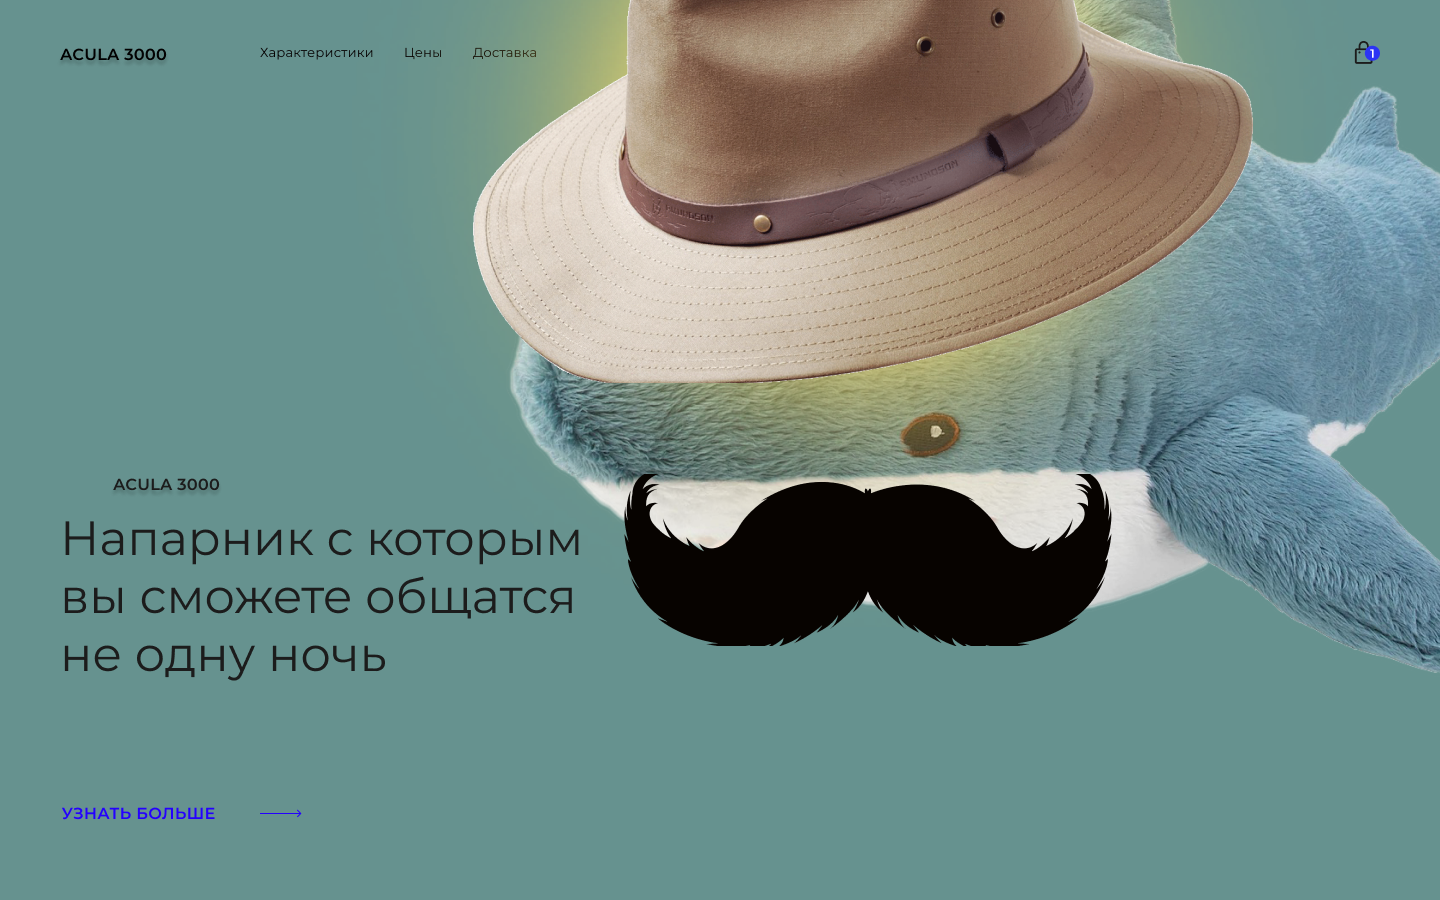 ACULA 3000
Характеристики
Цены
Доставка
1
ACULA 3000
Напарник с которым
вы сможете общатся
не одну ночь
УЗНАТЬ БОЛЬШЕ